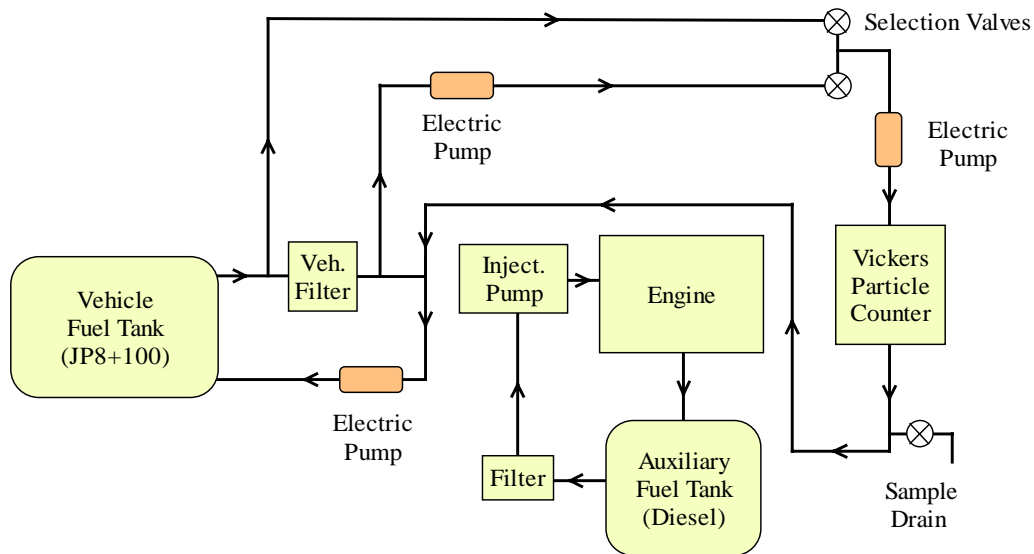 Selection Valves
Electric
Pump
Electric
Pump
Veh.
Filter
Inject.
Pump
Engine
Vickers
Particle
Counter
Vehicle
Fuel Tank
(JP8+100)
Electric
Pump
Filter
Auxiliary
Fuel Tank
(Diesel)
Sample
Drain